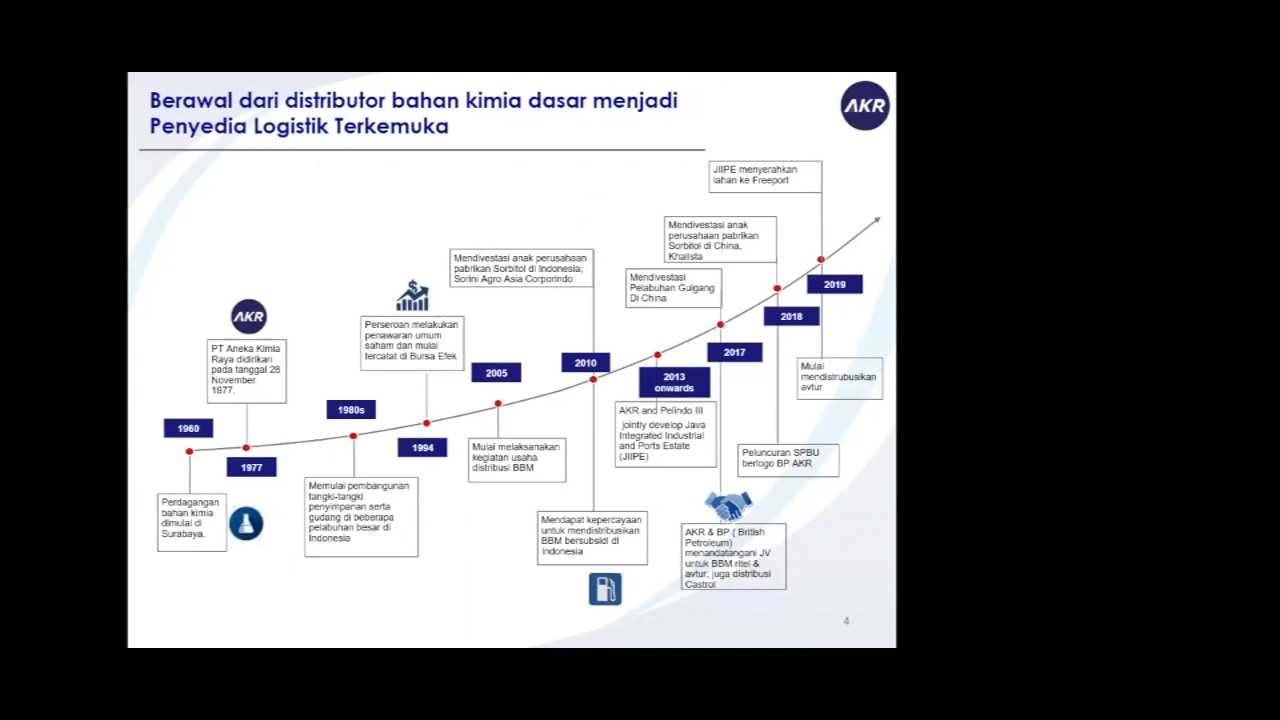 Berawal dari distributor bahan kimia dasar menjadi
Penyedia Logistik Terkemuka
AKR
JIIPE menyerahkan
lahan ke Freeport
Mendivestasi anak
perusahaan pabrikan
Sorbitol di China,
Khalista
Mendivestasi anak perusahaan
pabrikan Sorbitol di Indonesia;
Sorini Agro Asia Corporindo
Mendivestasi
Pelabuhan Guigang
Di China
2019
AKR
2018
Perseroan melakukan
penawaran umum
saham dan mulai
tercatat di Bursa Efek
PT Aneka Kimia
Raya didirikan
pada tanggal 28
November
1977.
2017
2010
2005
Mulai
mendistrubusikan
avtur
2013
onwards
1980s
AKR and Pelindo III
jointly develop Java
Integrated Industrial
and Ports Estate
(JIIPE)
1960
1994
Mulai melaksanakan
kegiatan usaha
distribusi BBM
Peluncuran SPBU
berlogo BP AKR
1977
Memulai pembangunan
tangki-tangki
penyimpanan serta
gudang di beberapa
pelabuhan besar di
Indonesia
Perdagangan
bahan kimia
dimulai di
Surabaya.
Mendapat kepercayaan
untuk mendistribusikan
BBM bersubsidi di
Indonesia
AKR & BP ( British
Petroleum)
menandatangani JV
untuk BBM ritel &
avtur, juga distribusi
Castrol
4